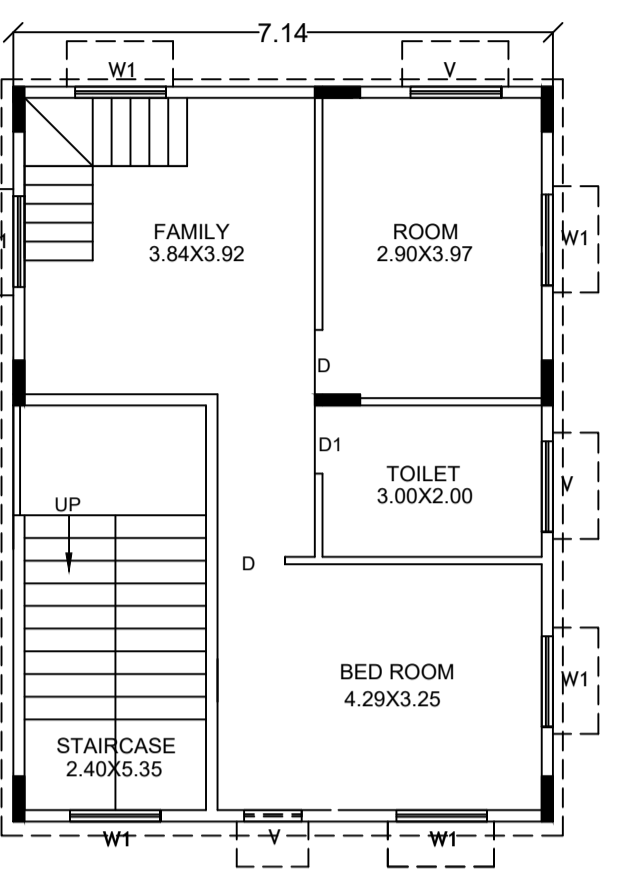 7.14
W1
V
FAMILY
3.84X3.92
ROOM
2.90X3.97
W1
D
D1
TOILET
3.00X2.00
V
UP
D
BED ROOM
4.29X3.25
W1
STAIRCASE
2.40X5.35
W1
V
W1